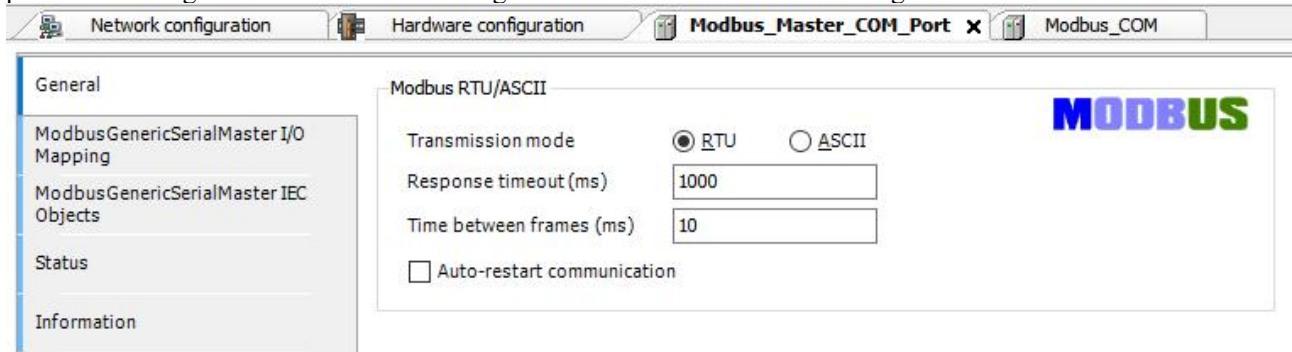 Network configuration Hardware configuration Modbus_Master_COM_Port X Modbus_COM
General
ModbusGenericSerialMaster I/O
Mapping
ModbusGenericSerialMaster IEC
Objects
Status
Information
Modbus RTU/ASCII
MODBUS
Transmission mode RTU ASCII
Response timeout (ms) 1000
Time between frames (ms) 10
Auto-restart communication